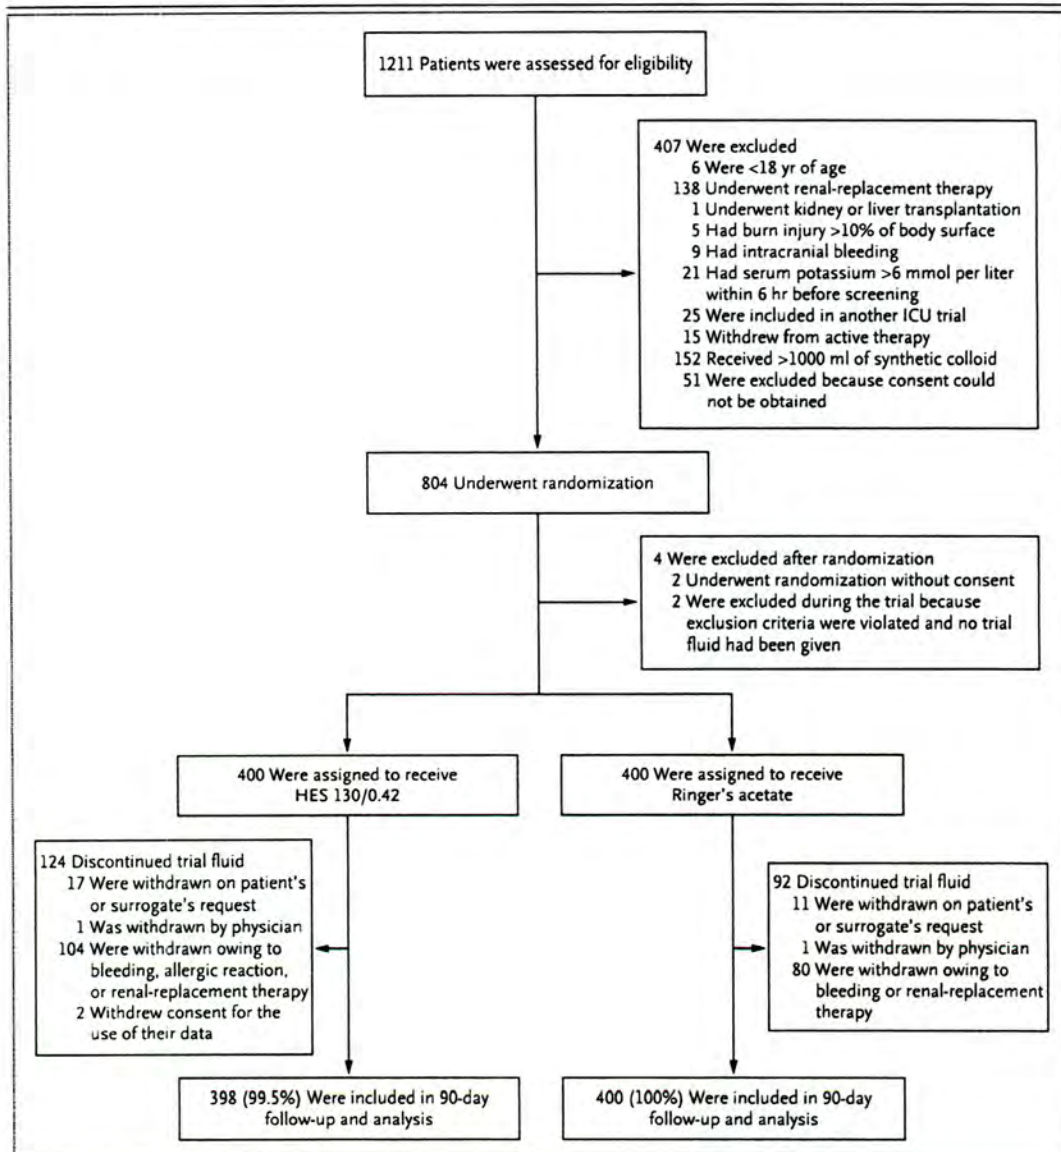 1211 Patients were assessed for eligibility
407 Were excluded
6 Were <18 yr of age
138 Underwent renal-replacement therapy
1 Underwent kidney or liver transplantation
5 Had burn injury >10% of body surface
9 Had intracranial bleeding
21 Had serum potassium >6 mmol per liter
within 6 hr before screening
25 Were included in another ICU trial
15 Withdrew from active therapy
152 Received >1000 ml of synthetic colloid
51 Were excluded because consent could
not be obtained
804 Underwent randomization
4 Were excluded after randomization
2 Underwent randomization without consent
2 Were excluded during the trial because
exclusion criteria were violated and no trial
fluid had been given
400 Were assigned to receive
HES 130/0.42
400 Were assigned to receive
Ringer's acetate
124 Discontinued trial fluid
17 Were withdrawn on patient's
or surrogate's request
1 Was withdrawn by physician
104 Were withdrawn owing to
bleeding, allergic reaction,
or renal-replacement therapy
2 Withdrew consent for the
use of their data
92 Discontinued trial fluid
11 Were withdrawn on patient's
or surrogate's request
1 Was withdrawn by physician
80 Were withdrawn owing to
bleeding or renal-replacement
therapy
398 (99.5%) Were included in 90-day
follow-up and analysis
400 (100%) Were included in 90-day
follow-up and analysis